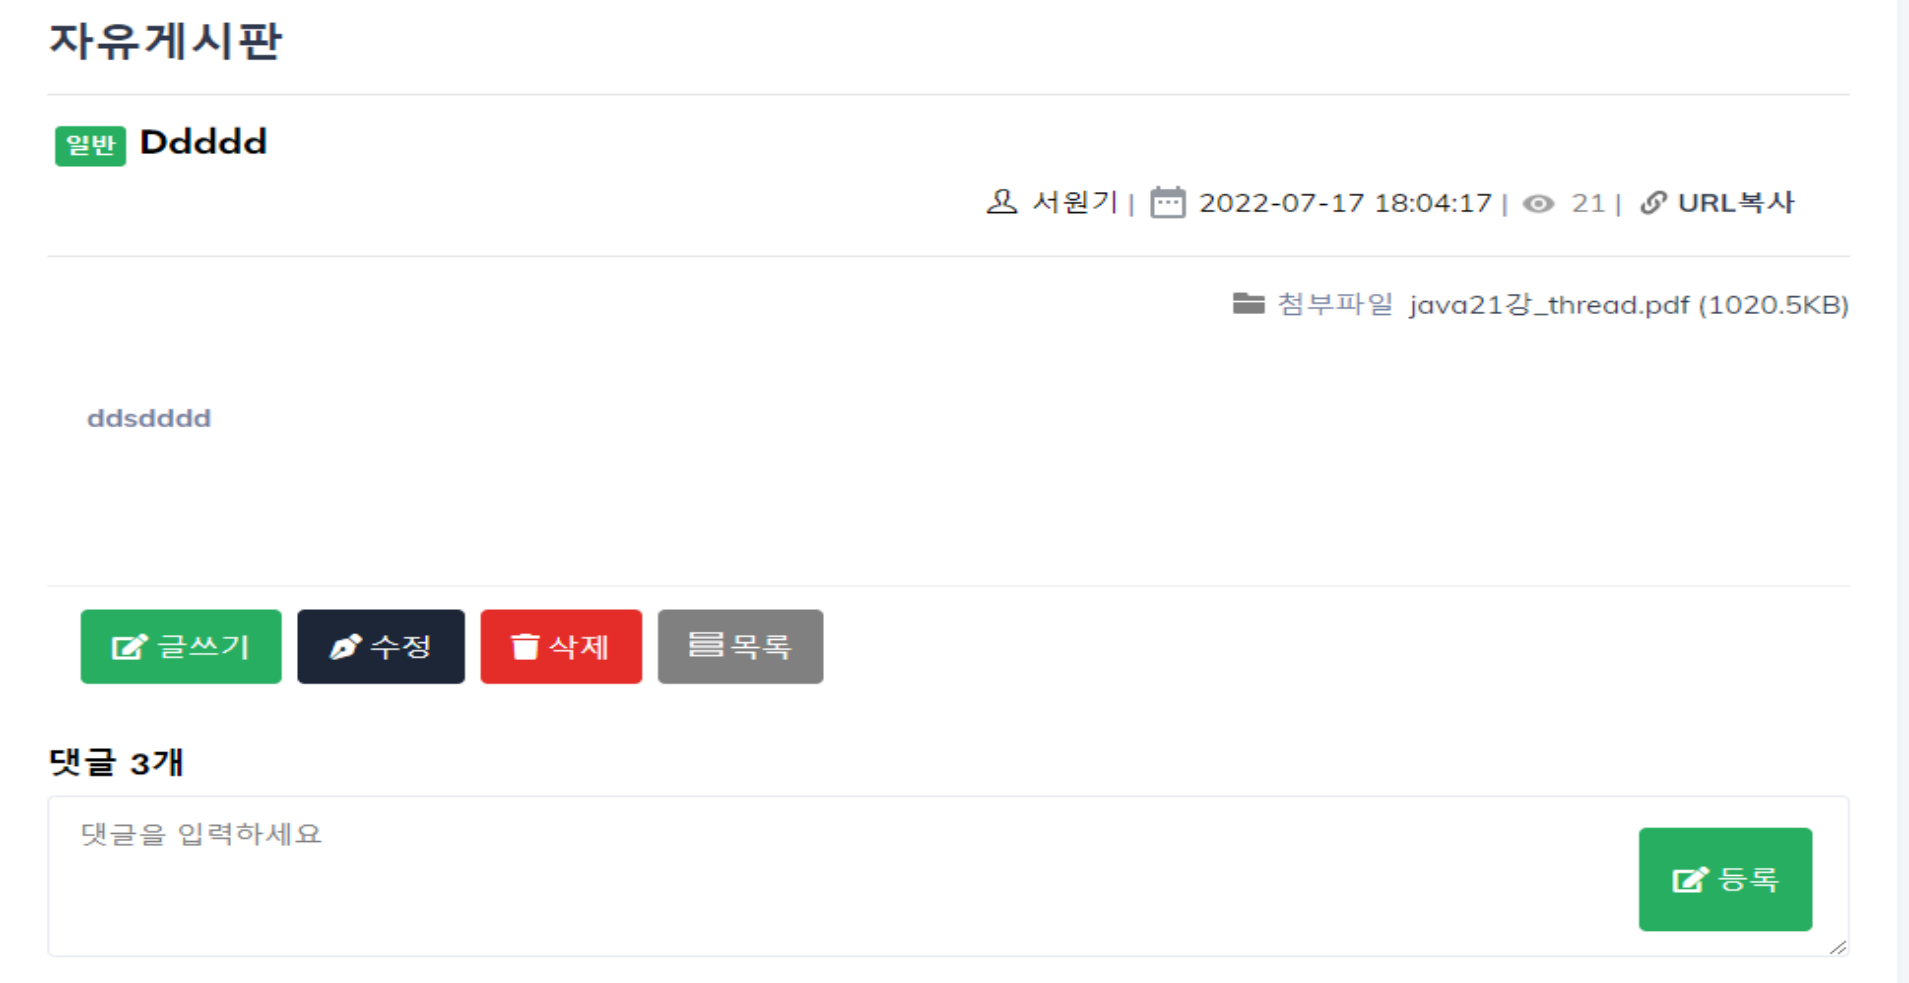 자유게시판
일반 Ddddd
서원기 | 2022-07-17 18:04:17 | 21 | URL복사
첨부파일 java21강_thread.pdf (1020.5KB)
ddsdddd
글쓰기 수정 삭제 목록
댓글 3개
댓글을 입력하세요
등록